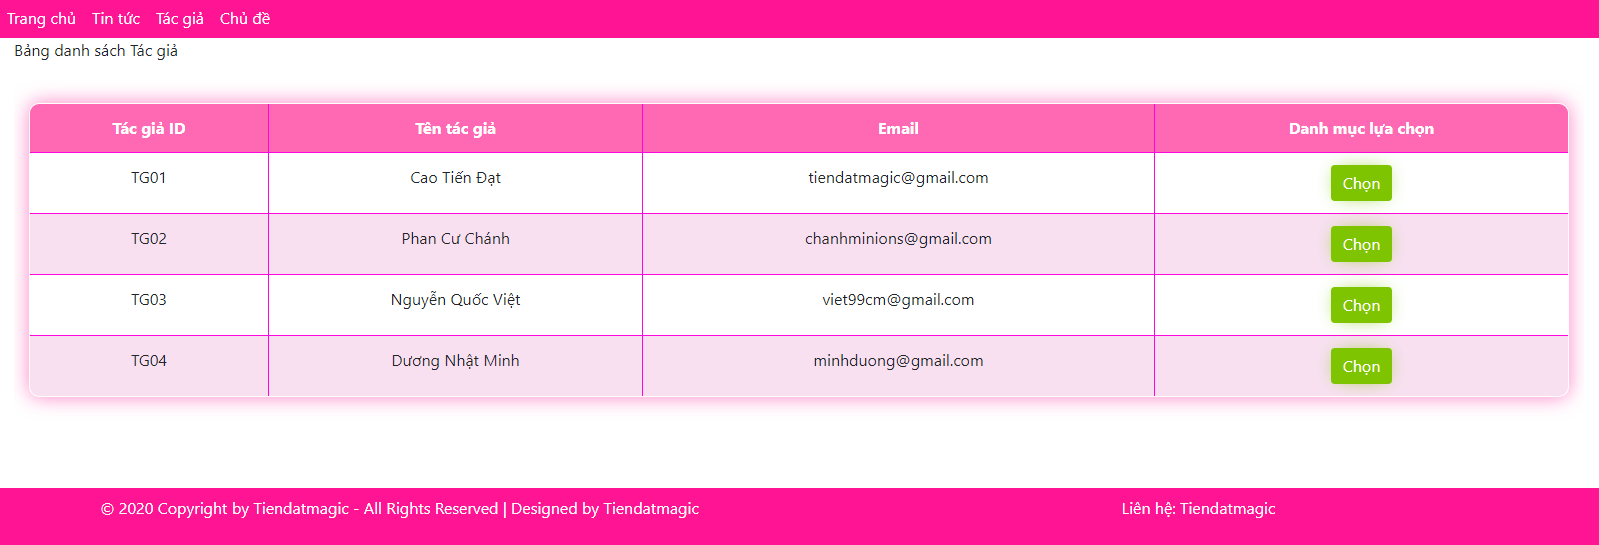 Trang chủ Tin tức Tác giả Chủ đề
Bảng danh sách Tác giả
Tác giả ID Tên tác giả Email Danh mục lựa chọn
TG01 Cao Tiến Đạt tiendatmagic@gmail.com Chọn
TG02 Phan Cư Chánh chanhminions@gmail.com Chọn
TG03 Nguyễn Quốc Việt viet99cm@gmail.com Chọn
TG04 Dương Nhật Minh minhduong@gmail.com Chọn
© 2020 Copyright by Tiendatmagic - All Rights Reserved | Designed by Tiendatmagic Liên hệ: Tiendatmagic